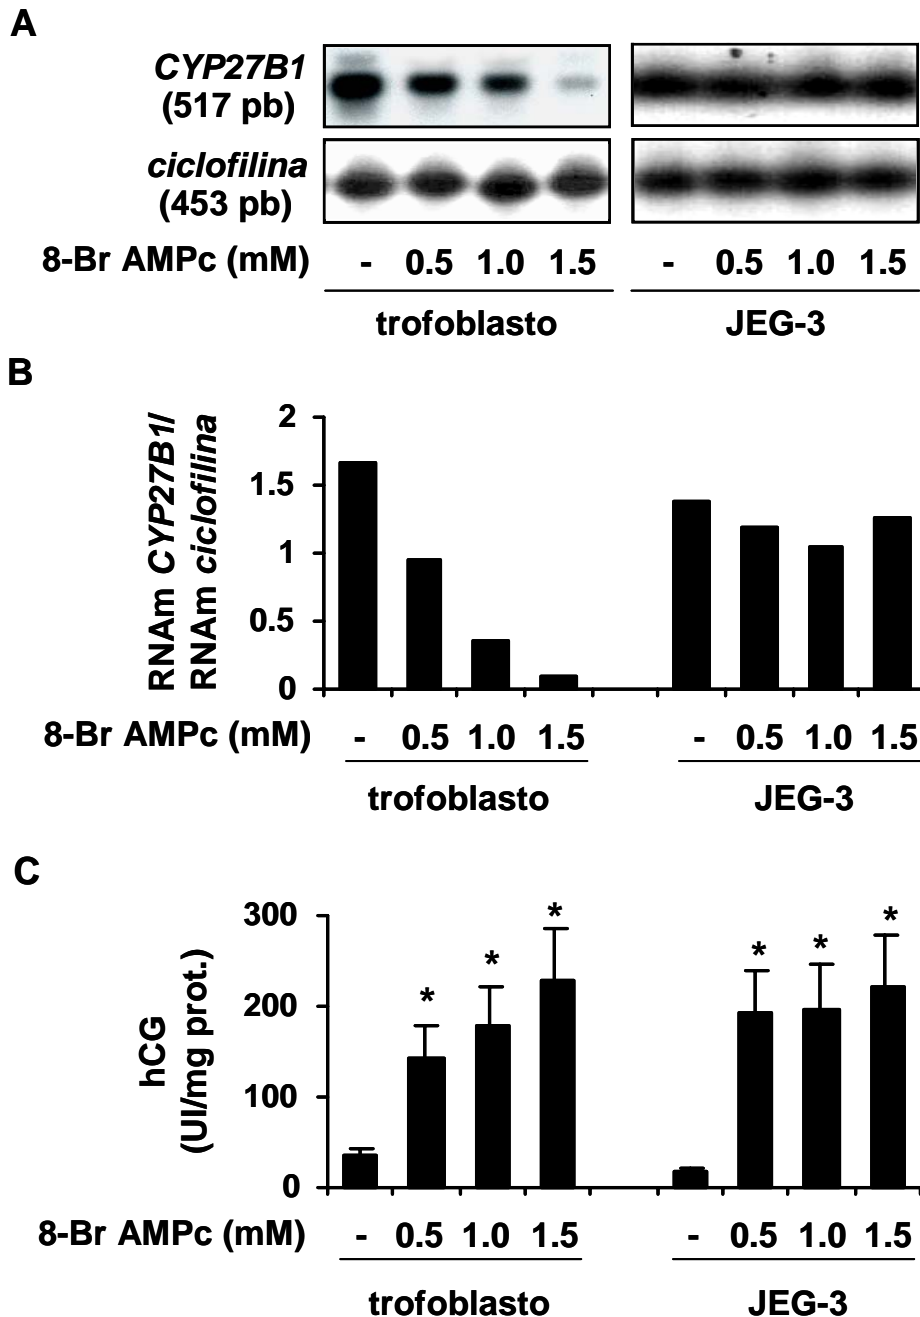 A
CYP27B1
(517 pb)
ciclofilina
(453 pb)
8-Br AMPc (mM) - 0.5 1.0 1.5 - 0.5 1.0 1.5
trofoblasto JEG-3
B
RNAm CYP27B1/
RNAm ciclofilina
2
1.5
1
0.5
0
8-Br AMPc (mM) - 0.5 1.0 1.5 - 0.5 1.0 1.5
trofoblasto JEG-3
C
hCG
(UI/mg prot.)
300
200
100
0
* * * * * *
8-Br AMPc (mM) - 0.5 1.0 1.5 - 0.5 1.0 1.5
trofoblasto JEG-3